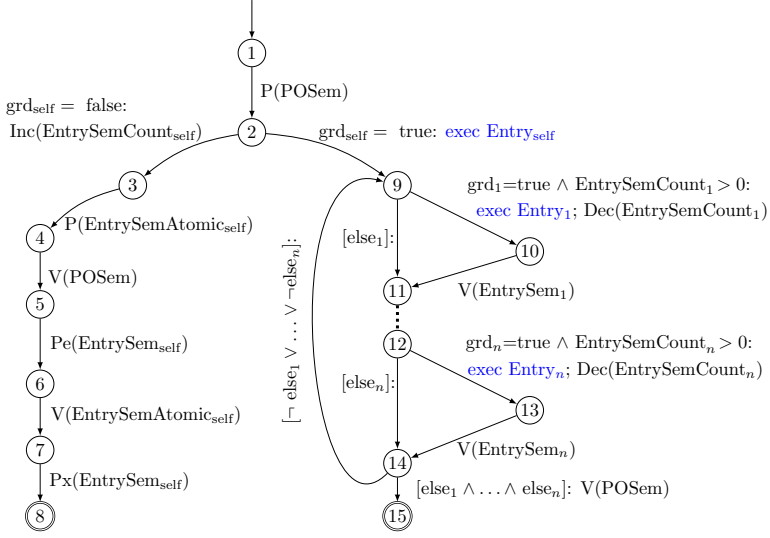 1
P(POSem)
grd_self = false:
Inc(EntrySemCount_self)
2
grd_self = true: exec Entry_self
3
P(EntrySemAtomic_self)
4
V(POSem)
5
Pe(EntrySem_self)
6
V(EntrySemAtomic_self)
7
Px(EntrySem_self)
8
9
grd_1=true ∧ EntrySemCount_1 > 0:
exec Entry_1; Dec(EntrySemCount_1)
[else_1]:
10
V(EntrySem_1)
11
[¬ else_1 ∨ … ∨ ¬else_n]:
12
grd_n=true ∧ EntrySemCount_n > 0:
exec Entry_n; Dec(EntrySemCount_n)
[else_n]:
13
V(EntrySem_n)
14
[else_1 ∧ … ∧ else_n]: V(POSem)
15